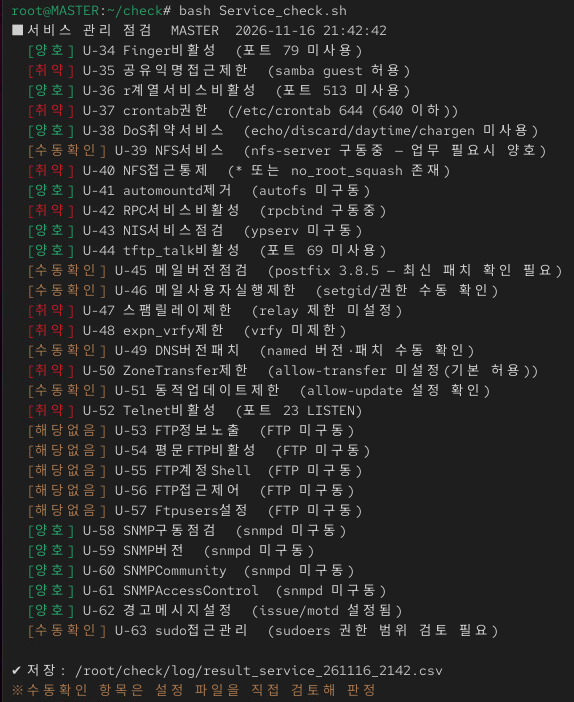 root@MASTER:~/check# bash Service_check.sh
■서비스 관리 점검  MASTER  2026-11-16 21:42:42
[양호] U-34 Finger비활성  (포트 79 미사용)
[취약] U-35 공유익명접근제한  (samba guest 허용)
[양호] U-36 r계열서비스비활성  (포트 513 미사용)
[취약] U-37 crontab권한  (/etc/crontab 644 (640 이하))
[양호] U-38 DoS취약서비스  (echo/discard/daytime/chargen 미사용)
[수동확인] U-39 NFS서비스  (nfs-server 구동중 – 업무 필요시 양호)
[취약] U-40 NFS접근통제  (* 또는 no_root_squash 존재)
[양호] U-41 automountd제거  (autofs 미구동)
[취약] U-42 RPC서비스비활성  (rpcbind 구동중)
[양호] U-43 NIS서비스점검  (ypserv 미구동)
[양호] U-44 tftp_talk비활성  (포트 69 미사용)
[수동확인] U-45 메일버전점검  (postfix 3.8.5 – 최신 패치 확인 필요)
[수동확인] U-46 메일사용자실행제한  (setgid/권한 수동 확인)
[취약] U-47 스팸릴레이제한  (relay 제한 미설정)
[취약] U-48 expn_vrfy제한  (vrfy 미제한)
[수동확인] U-49 DNS버전패치  (named 버전·패치 수동 확인)
[취약] U-50 ZoneTransfer제한  (allow-transfer 미설정(기본 허용))
[수동확인] U-51 동적업데이트제한  (allow-update 설정 확인)
[취약] U-52 Telnet비활성  (포트 23 LISTEN)
[해당없음] U-53 FTP정보노출  (FTP 미구동)
[해당없음] U-54 평문FTP비활성  (FTP 미구동)
[해당없음] U-55 FTP계정Shell  (FTP 미구동)
[해당없음] U-56 FTP접근제어  (FTP 미구동)
[해당없음] U-57 Ftpusers설정  (FTP 미구동)
[양호] U-58 SNMP구동점검  (snmpd 미구동)
[양호] U-59 SNMP버전  (snmpd 미구동)
[양호] U-60 SNMPCommunity  (snmpd 미구동)
[양호] U-61 SNMPAccessControl  (snmpd 미구동)
[양호] U-62 경고메시지설정  (issue/motd 설정됨)
[수동확인] U-63 sudo접근관리  (sudoers 권한 범위 검토 필요)
✔ 저장: /root/check/log/result_service_261116_2142.csv
※수동확인 항목은 설정 파일을 직접 검토해 판정